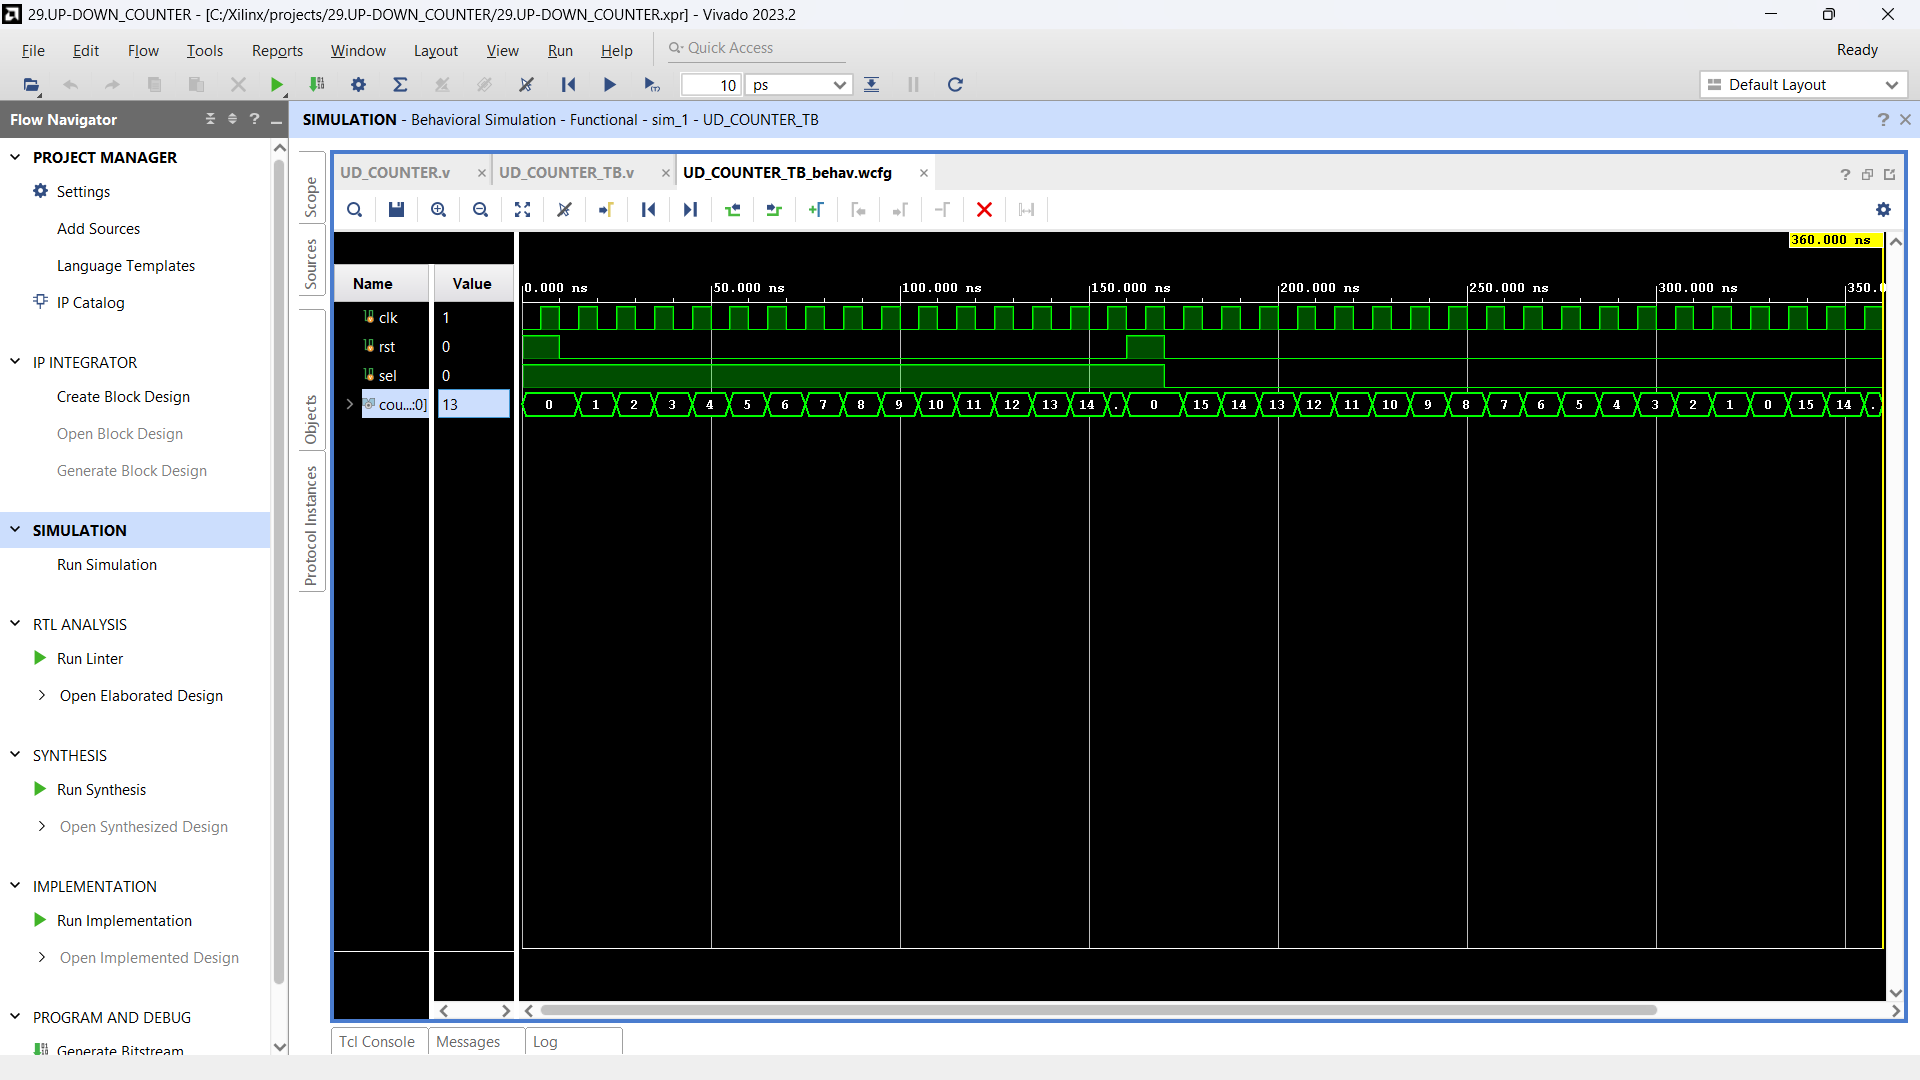 29.UP-DOWN_COUNTER - [C:/Xilinx/projects/29.UP-DOWN_COUNTER/29.UP-DOWN_COUNTER.xpr] - Vivado 2023.2
File Edit Flow Tools Reports Window Layout View Run Help Quick Access Ready
10 ps Default Layout
Flow Navigator
SIMULATION - Behavioral Simulation - Functional - sim_1 - UD_COUNTER_TB
PROJECT MANAGER
Settings
Add Sources
Language Templates
IP Catalog
IP INTEGRATOR
Create Block Design
Open Block Design
Generate Block Design
SIMULATION
Run Simulation
RTL ANALYSIS
Run Linter
Open Elaborated Design
SYNTHESIS
Run Synthesis
Open Synthesized Design
IMPLEMENTATION
Run Implementation
Open Implemented Design
PROGRAM AND DEBUG
Generate Bitstream
Scope
Sources
Objects
Protocol Instances
UD_COUNTER.v UD_COUNTER_TB.v UD_COUNTER_TB_behav.wcfg
360.000 ns
Name Value
0.000 ns 50.000 ns 100.000 ns 150.000 ns 200.000 ns 250.000 ns 300.000 ns 350.0
clk 1
rst 0
sel 0
cou...:0] 13 0 1 2 3 4 5 6 7 8 9 10 11 12 13 14 . 0 15 14 13 12 11 10 9 8 7 6 5 4 3 2 1 0 15 14 .
Tcl Console Messages Log